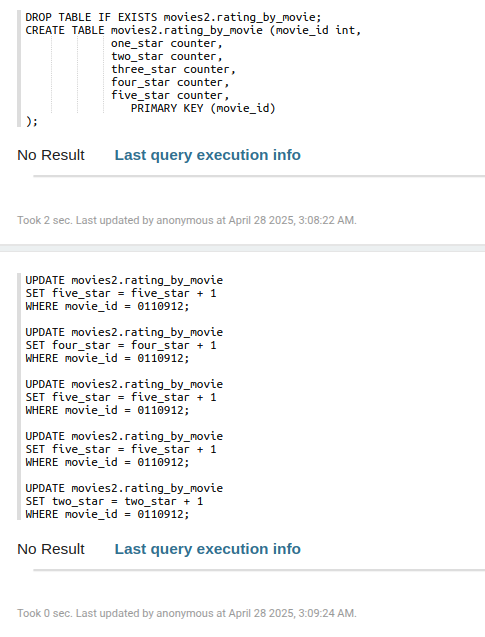 DROP TABLE IF EXISTS movies2.rating_by_movie;
CREATE TABLE movies2.rating_by_movie (movie_id int,
one_star counter,
two_star counter,
three_star counter,
four_star counter,
five_star counter,
PRIMARY KEY (movie_id)
);
No Result Last query execution info
Took 2 sec. Last updated by anonymous at April 28 2025, 3:08:22 AM.
UPDATE movies2.rating_by_movie
SET five_star = five_star + 1
WHERE movie_id = 0110912;
UPDATE movies2.rating_by_movie
SET four_star = four_star + 1
WHERE movie_id = 0110912;
UPDATE movies2.rating_by_movie
SET five_star = five_star + 1
WHERE movie_id = 0110912;
UPDATE movies2.rating_by_movie
SET five_star = five_star + 1
WHERE movie_id = 0110912;
UPDATE movies2.rating_by_movie
SET two_star = two_star + 1
WHERE movie_id = 0110912;
No Result Last query execution info
Took 0 sec. Last updated by anonymous at April 28 2025, 3:09:24 AM.